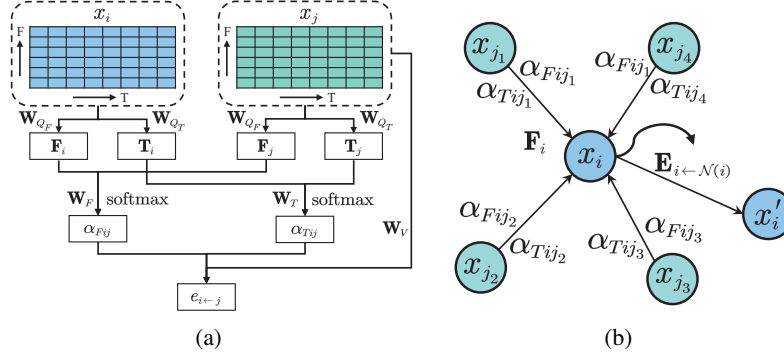 x_i
x_j
F
T
F
T
W_{Q_F}
W_{Q_T}
W_{Q_F}
W_{Q_T}
F_i
T_i
F_j
T_j
W_F softmax
W_T softmax
W_V
α_{Fij}
α_{Tij}
e_{i←j}
(a)
x_{j_1}
x_{j_4}
α_{Fij_1}
α_{Tij_1}
α_{Fij_1}
α_{Tij_4}
F_i
x_i
E_{i←𝒩(i)}
x_i'
α_{Fij_2}
α_{Tij_2}
α_{Fij_3}
α_{Tij_3}
x_{j_2}
x_{j_3}
(b)